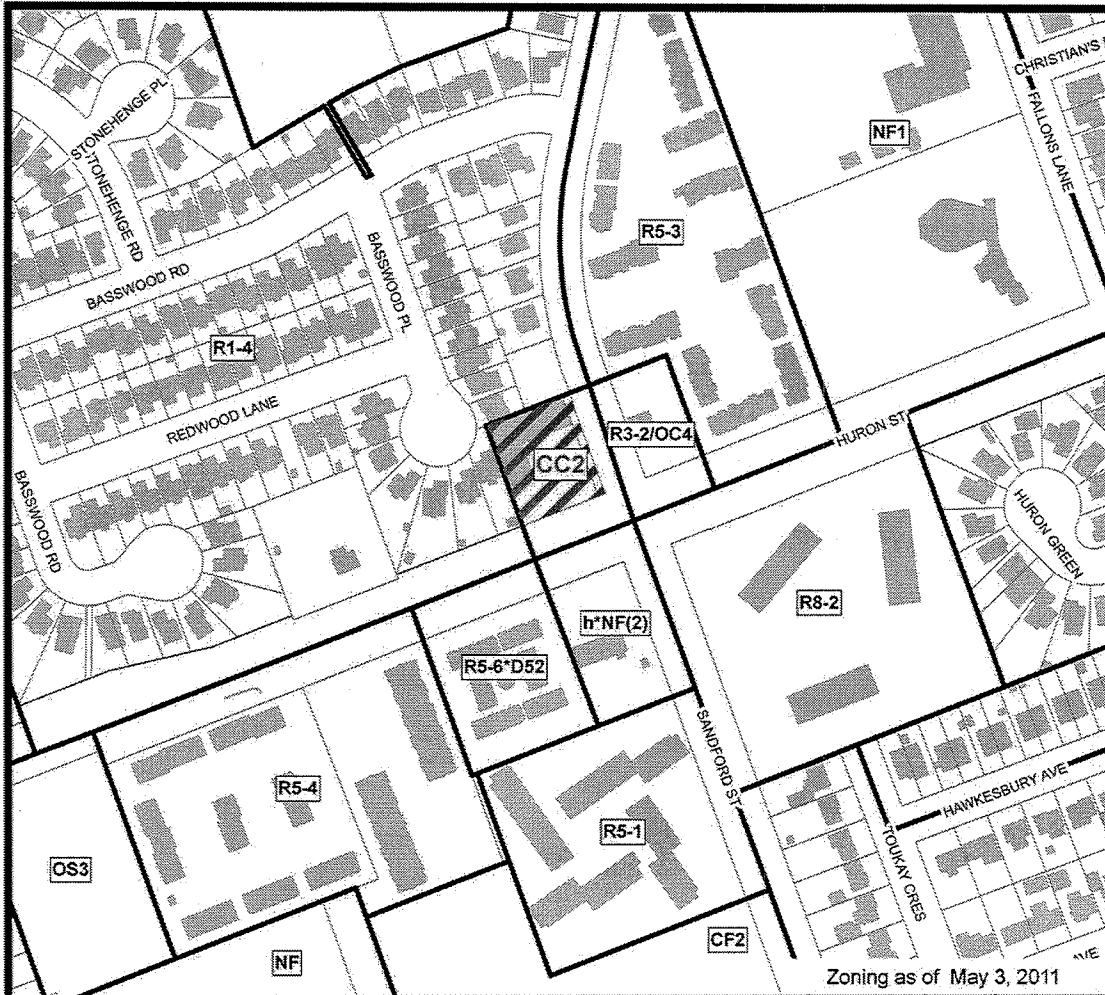 CHRISTIAN'S
STONEHENGE PL
FALLONS LANE
NF1
STONEHENGE RD
R5-3
BASSWOOD RD
BASSWOOD PL
R1-4
REDWOOD LANE
R3-2/OC4
HURON ST
CC2
BASSWOOD RD
HURON GREEN
R8-2
h*NF(2)
R5-6*D52
SANDFORD ST
HAWKESBURY AVE
R5-4
R5-1
TOUKAY CRES
OS3
CF2
NF
AVE
Zoning as of May 3, 2011